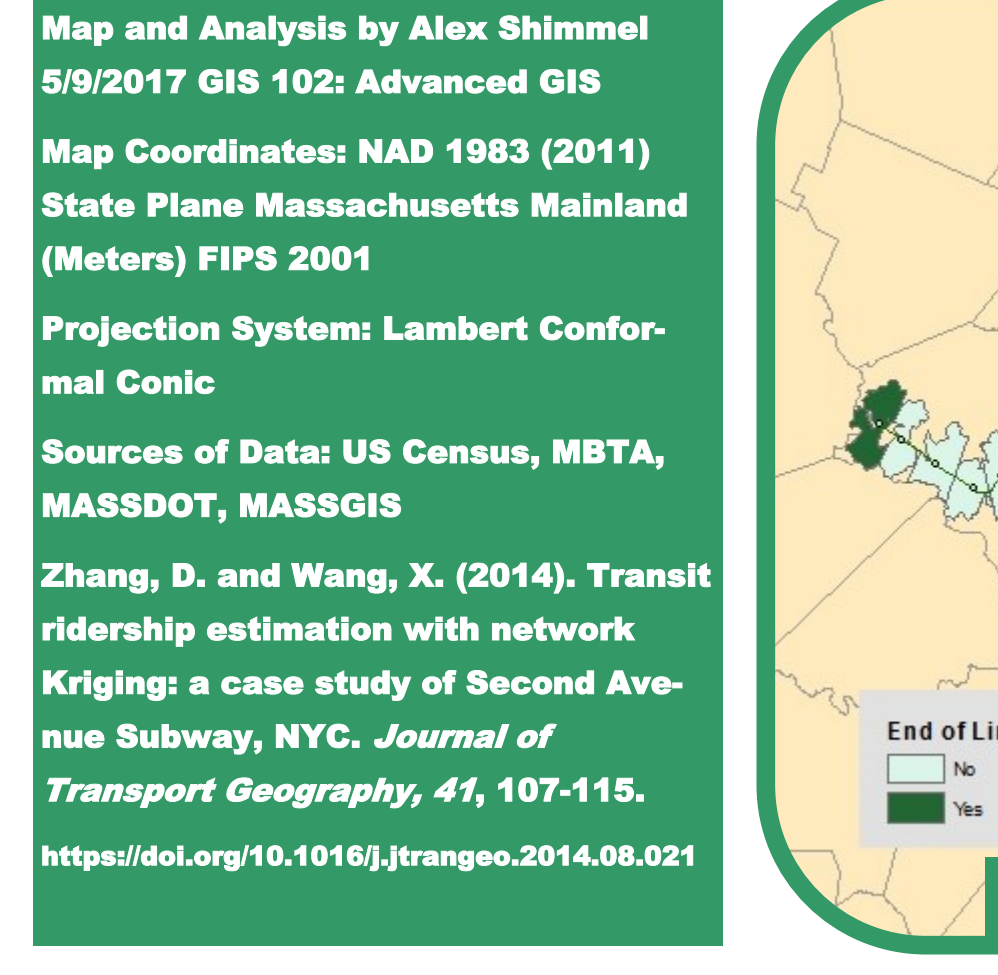 Map and Analysis by Alex Shimmel
5/9/2017 GIS 102: Advanced GIS
Map Coordinates: NAD 1983 (2011)
State Plane Massachusetts Mainland
(Meters) FIPS 2001
Projection System: Lambert Confor-
mal Conic
Sources of Data: US Census, MBTA,
MASSDOT, MASSGIS
Zhang, D. and Wang, X. (2014). Transit
ridership estimation with network
Kriging: a case study of Second Ave-
nue Subway, NYC. Journal of
Transport Geography, 41, 107-115.
https://doi.org/10.1016/j.jtrangeo.2014.08.021
End of
No
Yes